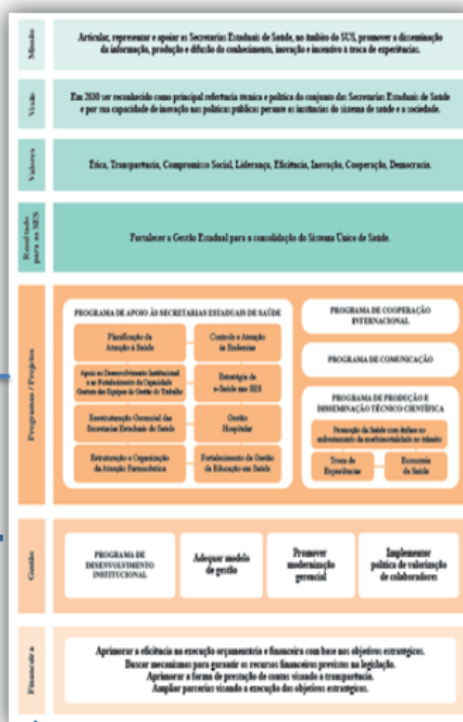 Missão
Articular, representar e apoiar as Secretarias Estaduais de Saúde, no âmbito do SUS, promover a disseminação
da informação, produção e difusão do conhecimento, inovação e incentivo à troca de experiências.
Visão
Em 2030 ser reconhecido como principal referência técnica e política do conjunto das Secretarias Estaduais de Saúde
e por sua capacidade de inovação nas políticas públicas perante as instâncias do sistema de saúde e a sociedade.
Valores
Ética, Transparência, Compromisso Social, Liderança, Eficiência, Inovação, Cooperação, Democracia.
Resultado
para as SES
Fortalecer a Gestão Estadual para a consolidação do Sistema Único de Saúde.
Programas / Projetos
PROGRAMA DE APOIO ÀS SECRETARIAS ESTADUAIS DE SAÚDE
Planificação da
Atenção à Saúde
Controle e Atenção
às Endemias
Apoio ao Desenvolvimento Institucional
e ao Fortalecimento da Capacidade
Gestora das Equipes de Gestão do Trabalho
Estratégia de
e-Saúde nas SES
Reestruturação Gerencial das
Secretarias Estaduais de Saúde
Gestão
Hospitalar
Estruturação e Organização
da Atenção Farmacêutica
Fortalecimento da Gestão
da Educação em Saúde
PROGRAMA DE COOPERAÇÃO
INTERNACIONAL
PROGRAMA DE COMUNICAÇÃO
PROGRAMA DE PRODUÇÃO E
DISSEMINAÇÃO TÉCNICO CIENTÍFICA
Promoção da Saúde com ênfase no
enfrentamento da morbimortalidade no trânsito
Troca de
Experiências
Economia
da Saúde
Gestão
PROGRAMA DE
DESENVOLVIMENTO
INSTITUCIONAL
Adequar modelo
de gestão
Promover
modernização
gerencial
Implementar
política de valorização
de colaboradores
Financeira
Aprimorar a eficiência na execução orçamentária e financeira com base nos objetivos estratégicos.
Buscar mecanismos para garantir os recursos financeiros previstos na legislação.
Aprimorar a forma de prestação de contas visando a transparência.
Ampliar parcerias visando a execução dos objetivos estratégicos.